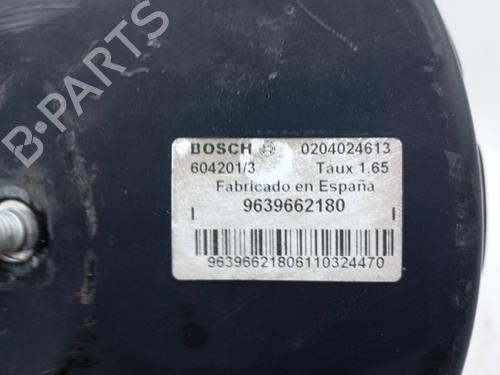 B-PARTS
BOSCH 0204024613
604201/3 Taux 1.65
Fabricado en España
9639662180
96396621806110324470